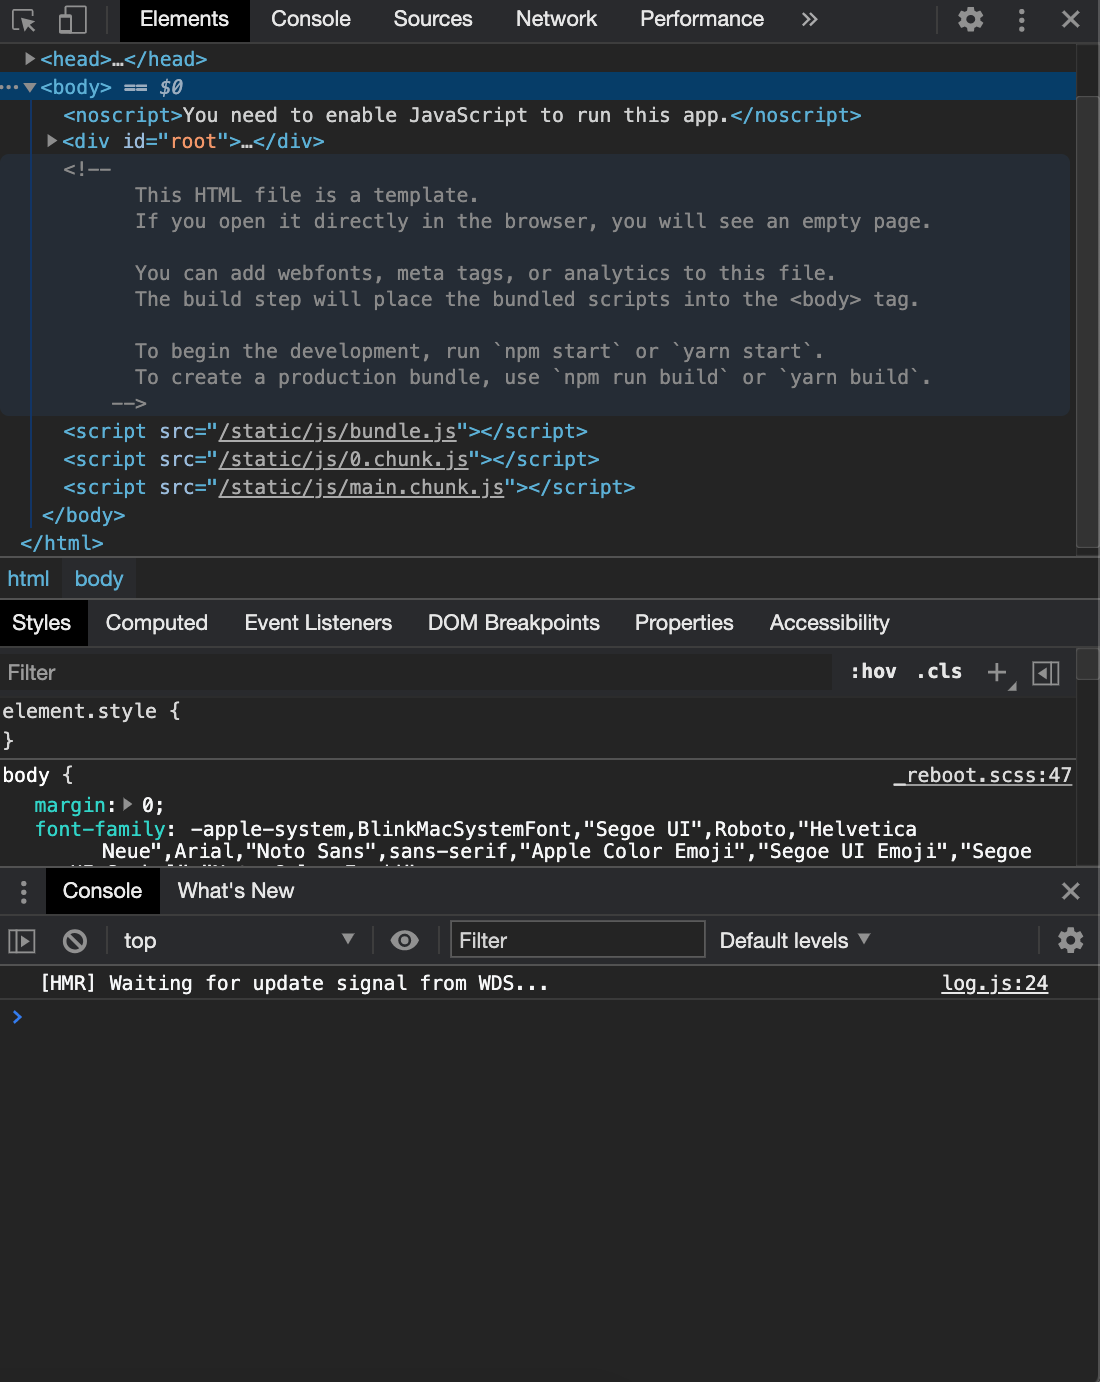 Elements Console Sources Network Performance »
<head>…</head>
<body> == $0
<noscript>You need to enable JavaScript to run this app.</noscript>
<div id="root">…</div>
<!--
This HTML file is a template.
If you open it directly in the browser, you will see an empty page.
You can add webfonts, meta tags, or analytics to this file.
The build step will place the bundled scripts into the <body> tag.
To begin the development, run `npm start` or `yarn start`.
To create a production bundle, use `npm run build` or `yarn build`.
-->
<script src="/static/js/bundle.js"></script>
<script src="/static/js/0.chunk.js"></script>
<script src="/static/js/main.chunk.js"></script>
</body>
</html>
html body
Styles Computed Event Listeners DOM Breakpoints Properties Accessibility
Filter :hov .cls +
element.style {
}
body { _reboot.scss:47
margin: 0;
font-family: -apple-system,BlinkMacSystemFont,"Segoe UI",Roboto,"Helvetica
Neue",Arial,"Noto Sans",sans-serif,"Apple Color Emoji","Segoe UI Emoji","Segoe
Console What's New
top Filter Default levels
[HMR] Waiting for update signal from WDS... log.js:24